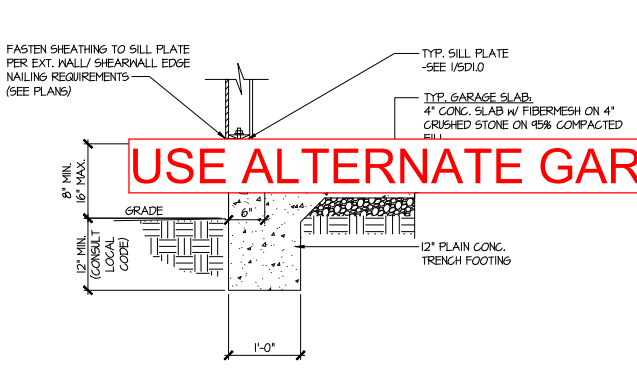 FASTEN SHEATHING TO SILL PLATE
PER EXT. WALL/ SHEARWALL EDGE
NAILING REQUIREMENTS
(SEE PLANS)
TYP. SILL PLATE
-SEE 1/SD1.0
TYP. GARAGE SLAB:
4" CONC. SLAB W/ FIBERMESH ON 4"
CRUSHED STONE ON 95% COMPACTED
FILL
USE ALTERNATE GAR
8" MIN.
16" MAX.
GRADE
6"
12" MIN.
(CONSULT
LOCAL
CODE)
12" PLAIN CONC.
TRENCH FOOTING
1'-0"